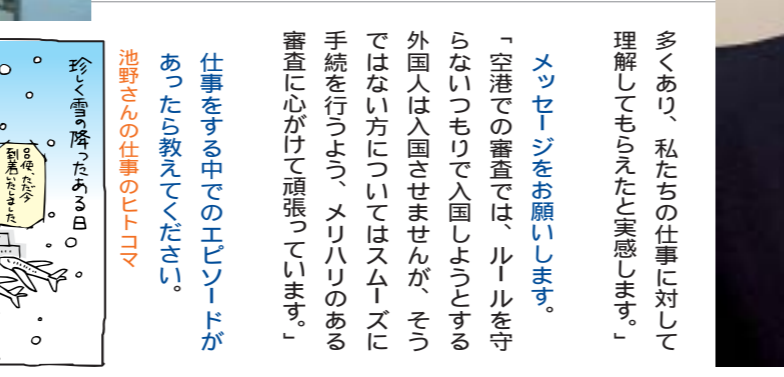 多くあり、私たちの仕事に対して
理解してもらえたと実感します。」
メッセージをお願いします。
「空港での審査では、ルールを守
らないつもりで入国しようとする
外国人は入国させませんが、そう
ではない方についてはスムーズに
手続を行うよう、メリハリのある
審査に心がけて頑張っています。」
仕事をする中でのエピソードが
あったら教えてください。
池野さんの仕事のヒトコマ
珍しく雪の降ったある日
ただ今
到着いたしました